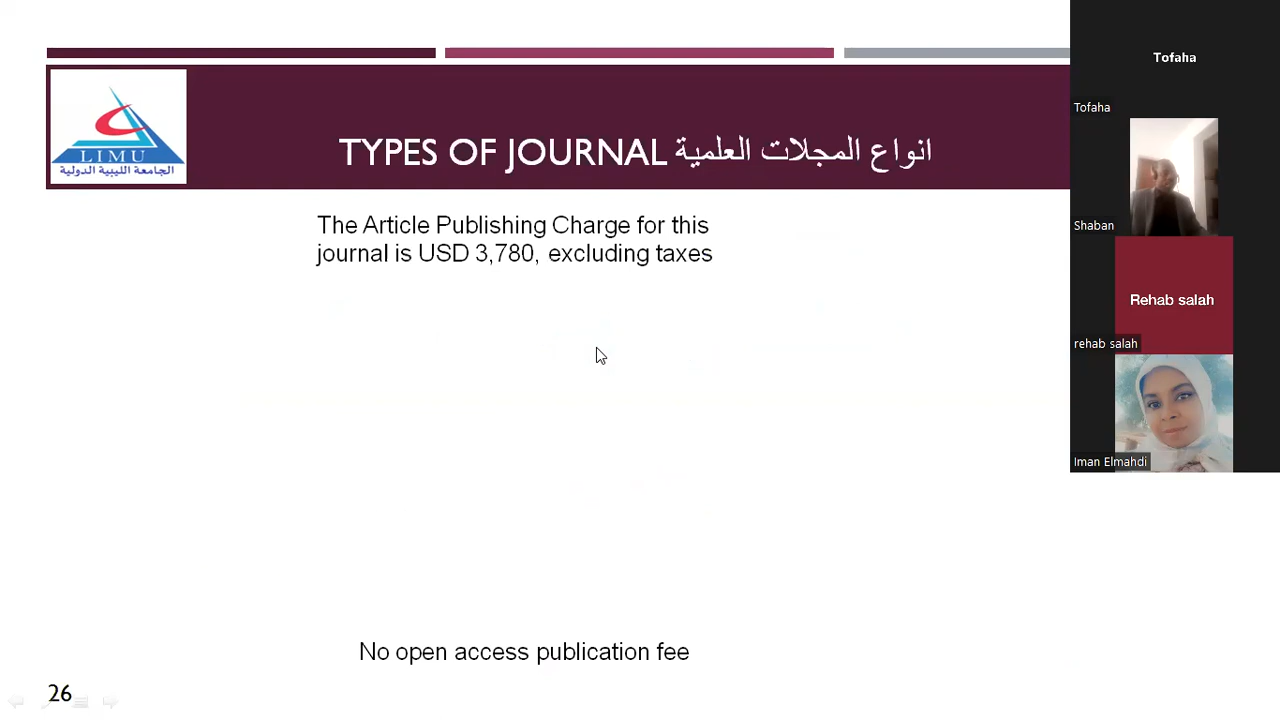 LIMU
الجامعة الليبية الدولية
TYPES OF JOURNAL انواع المجلات العلمية
The Article Publishing Charge for this
journal is USD 3,780, excluding taxes
No open access publication fee
26
Tofaha
Tofaha
Shaban
Rehab salah
rehab salah
Iman Elmahdi